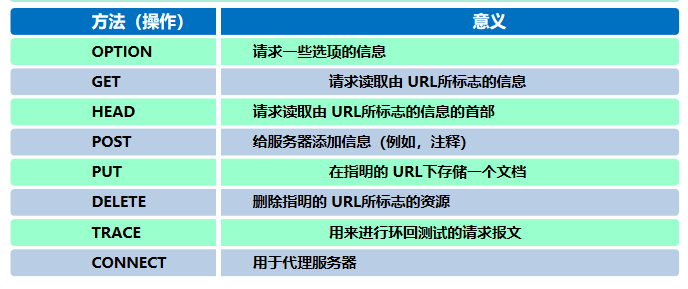 方法（操作） 意义
OPTION 请求一些选项的信息
GET 请求读取由 URL所标志的信息
HEAD 请求读取由 URL所标志的信息的首部
POST 给服务器添加信息（例如，注释）
PUT 在指明的 URL下存储一个文档
DELETE 删除指明的 URL所标志的资源
TRACE 用来进行环回测试的请求报文
CONNECT 用于代理服务器